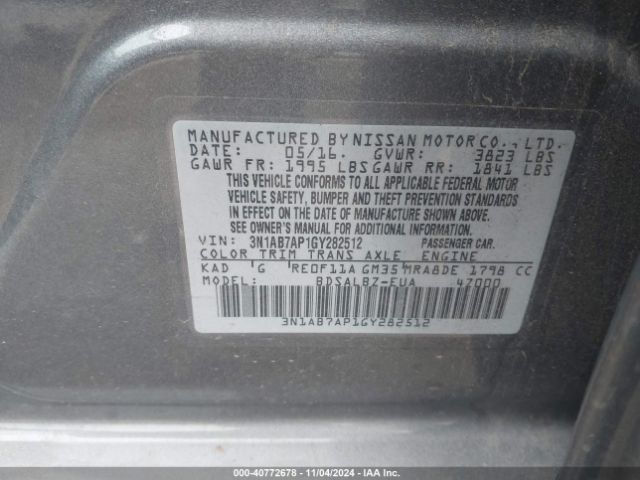 MANUFACTURED BY NISSAN MOTOR CO., LTD.
DATE: 05/16. GVWR: 3823 LBS
GAWR FR: 1995 LBS GAWR RR: 1841 LBS
THIS VEHICLE CONFORMS TO ALL APPLICABLE FEDERAL MOTOR
VEHICLE SAFETY, BUMPER AND THEFT PREVENTION STANDARDS
IN EFFECT ON THE DATE OF MANUFACTURE SHOWN ABOVE.
SEE OWNER'S MANUAL FOR ADDITIONAL INFORMATION.
VIN: 3N1AB7AP1GY282512 PASSENGER CAR.
COLOR TRIM TRANS AXLE ENGINE
KAD G RE0F11A GM35 MRA8DE 1798 CC
MODEL: BDSALBZ-EUA 4Z000
3N1AB7AP1GY282512
000-40772678 - 11/04/2024 - IAA Inc.